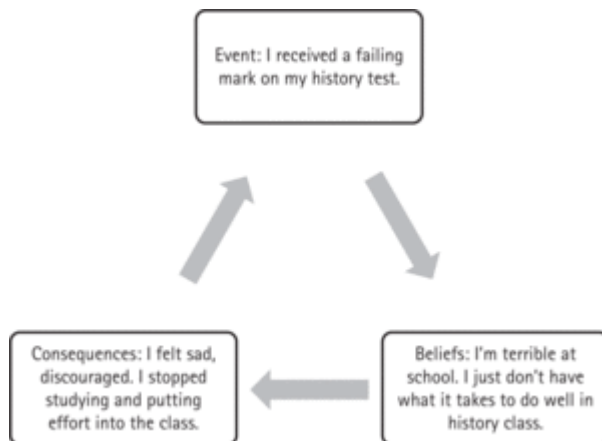 Event: I received a failing
mark on my history test.
Consequences: I felt sad,
discouraged. I stopped
studying and putting
effort into the class.
Beliefs: I'm terrible at
school. I just don't have
what it takes to do well in
history class.